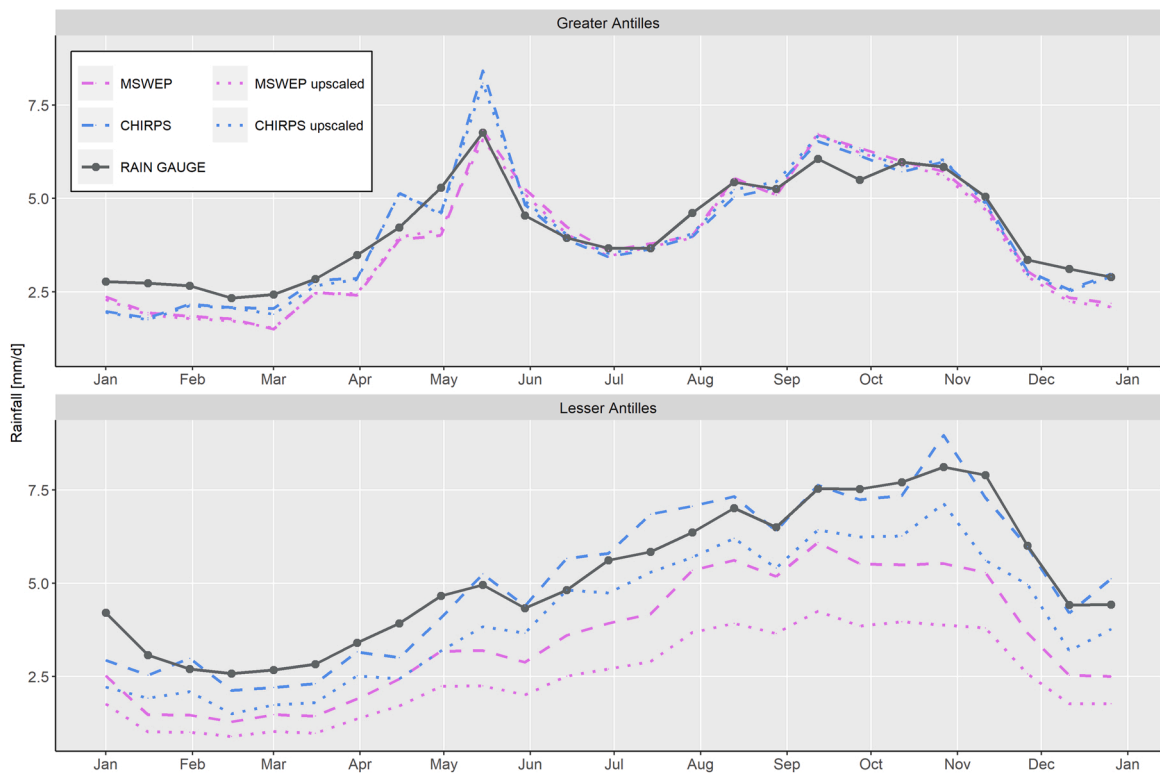 Greater Antilles
MSWEP
MSWEP upscaled
CHIRPS
CHIRPS upscaled
RAIN GAUGE
7.5
5.0
2.5
Jan Feb Mar Apr May Jun Jul Aug Sep Oct Nov Dec Jan
Rainfall [mm/d]
Lesser Antilles
7.5
5.0
2.5
Jan Feb Mar Apr May Jun Jul Aug Sep Oct Nov Dec Jan